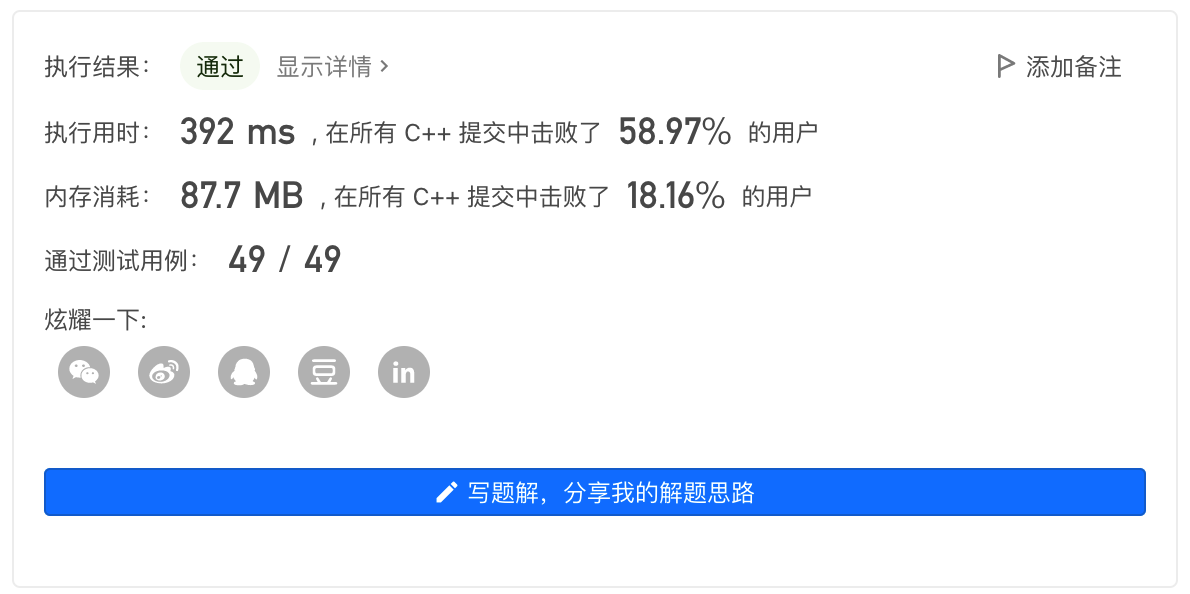 执行结果： 通过 显示详情 > 添加备注
执行用时： 392 ms , 在所有 C++ 提交中击败了 58.97% 的用户
内存消耗： 87.7 MB , 在所有 C++ 提交中击败了 18.16% 的用户
通过测试用例： 49 / 49
炫耀一下:
豆 in
写题解，分享我的解题思路